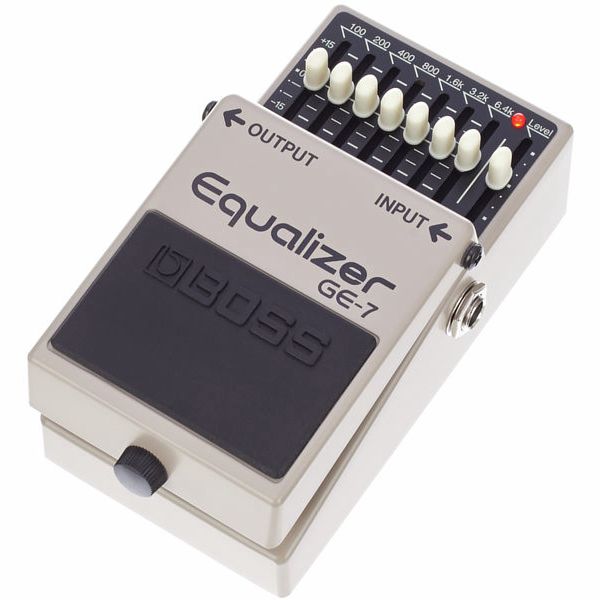 100 200 400 800 1.6k 3.2k 6.4k Level
+15
0
-15
OUTPUT
INPUT
Equalizer
GE-7
BOSS